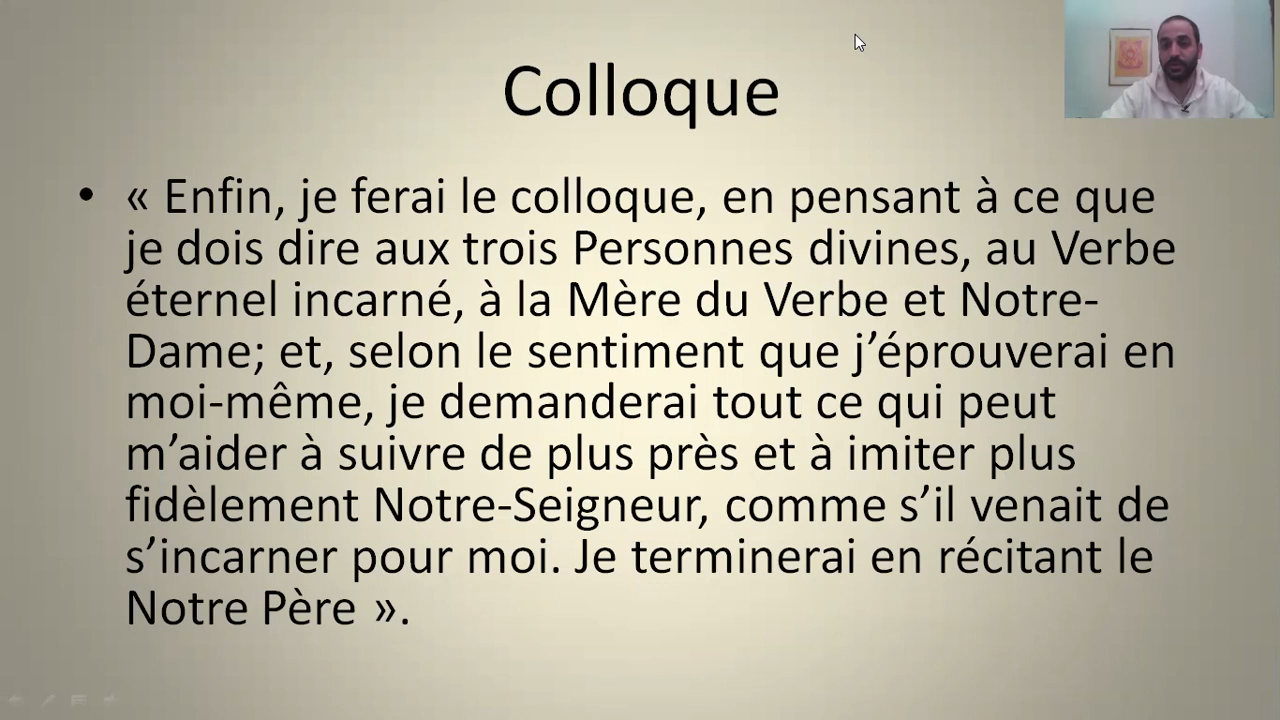 Colloque
• « Enfin, je ferai le colloque, en pensant à ce que
je dois dire aux trois Personnes divines, au Verbe
éternel incarné, à la Mère du Verbe et Notre-
Dame; et, selon le sentiment que j’éprouverai en
moi-même, je demanderai tout ce qui peut
m’aider à suivre de plus près et à imiter plus
fidèlement Notre-Seigneur, comme s’il venait de
s’incarner pour moi. Je terminerai en récitant le
Notre Père ».